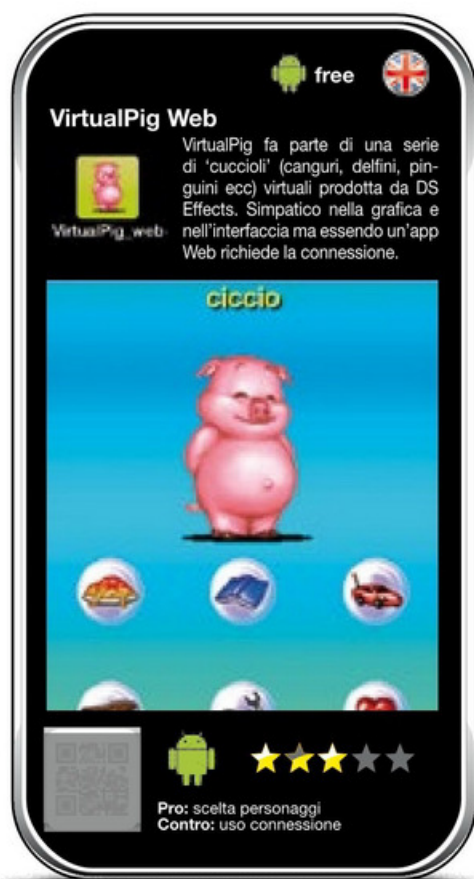 free
VirtualPig Web
VirtualPig fa parte di una serie
di 'cuccioli' (canguri, delfini, pin-
guini ecc) virtuali prodotta da DS
Effects. Simpatico nella grafica e
nell'interfaccia ma essendo un'app
Web richiede la connessione.
VirtualPig_web
ciccio
Pro: scelta personaggi
Contro: uso connessione